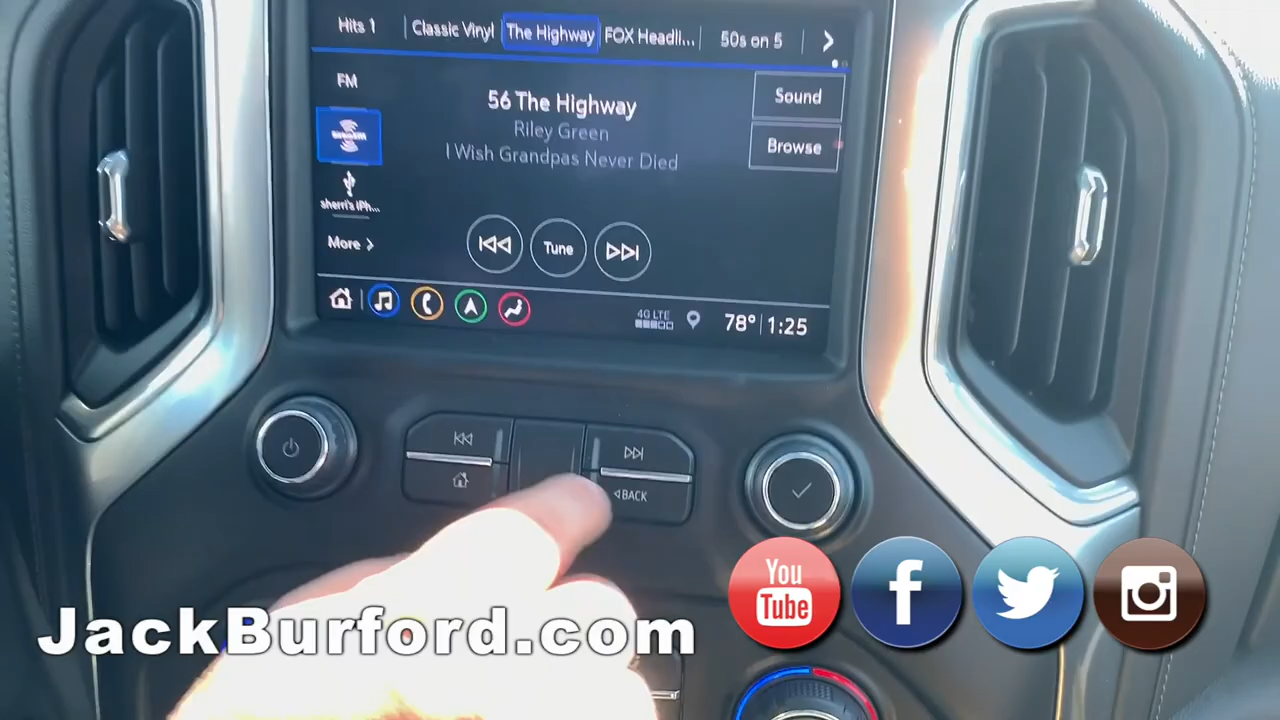 Hits 1
Classic Vinyl
The Highway
FOX Headli...
50s on 5
FM
56 The Highway
Riley Green
I Wish Grandpas Never Died
Sound
Browse
SiriusXM
sherri's iPh...
More
Tune
4G LTE
78° 1:25
BACK
JackBurford.com
You
Tube